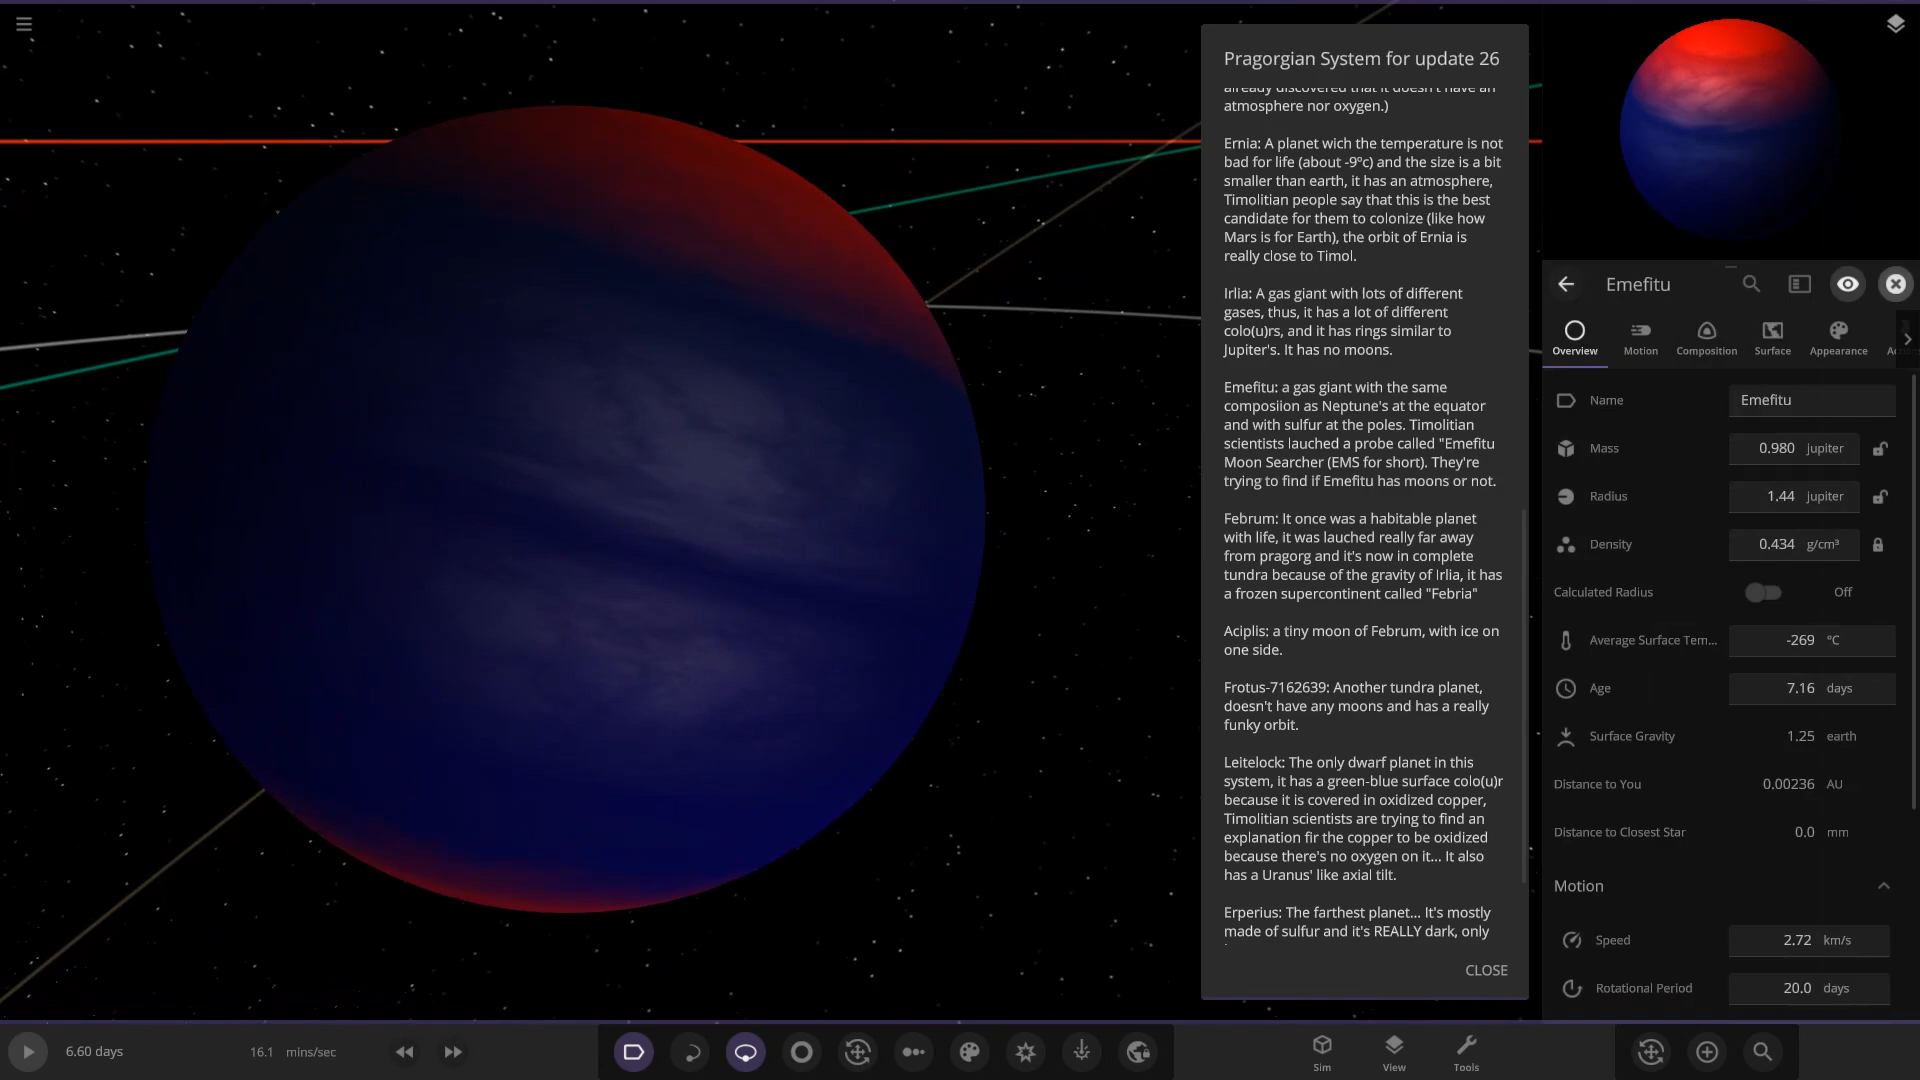 Pragorgian System for update 26
already discovered that it doesn't have an
atmosphere nor oxygen.)
Ernia: A planet wich the temperature is not
bad for life (about -9ºc) and the size is a bit
smaller than earth, it has an atmosphere,
Timolitian people say that this is the best
candidate for them to colonize (like how
Mars is for Earth), the orbit of Ernia is
really close to Timol.
Irlia: A gas giant with lots of different
gases, thus, it has a lot of different
colo(u)rs, and it has rings similar to
Jupiter's. It has no moons.
Emefitu: a gas giant with the same
composiion as Neptune's at the equator
and with sulfur at the poles. Timolitian
scientists lauched a probe called "Emefitu
Moon Searcher (EMS for short). They're
trying to find if Emefitu has moons or not.
Februm: It once was a habitable planet
with life, it was lauched really far away
from pragorg and it's now in complete
tundra because of the gravity of Irlia, it has
a frozen supercontinent called "Febria"
Aciplis: a tiny moon of Februm, with ice on
one side.
Frotus-7162639: Another tundra planet,
doesn't have any moons and has a really
funky orbit.
Leitelock: The only dwarf planet in this
system, it has a green-blue surface colo(u)r
because it is covered in oxidized copper,
Timolitian scientists are trying to find an
explanation fir the copper to be oxidized
because there's no oxygen on it... It also
has a Uranus' like axial tilt.
Erperius: The farthest planet... It's mostly
made of sulfur and it's REALLY dark, only
CLOSE
Emefitu
Overview Motion Composition Surface Appearance
Name Emefitu
Mass 0.980 jupiter
Radius 1.44 jupiter
Density 0.434 g/cm³
Calculated Radius Off
Average Surface Tem... -269 °C
Age 7.16 days
Surface Gravity 1.25 earth
Distance to You 0.00236 AU
Distance to Closest Star 0.0 mm
Motion
Speed 2.72 km/s
Rotational Period 20.0 days
6.60 days 16.1 mins/sec
Sim View Tools